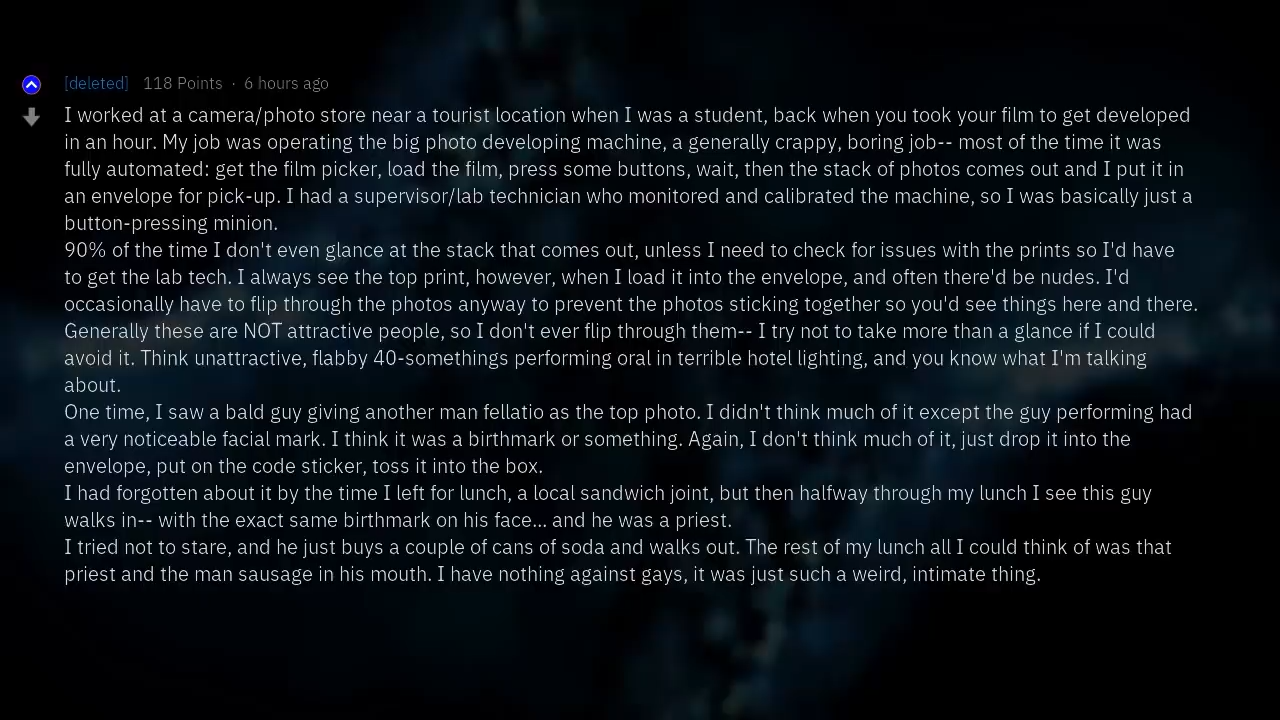 [deleted] 118 Points · 6 hours ago
I worked at a camera/photo store near a tourist location when I was a student, back when you took your film to get developed
in an hour. My job was operating the big photo developing machine, a generally crappy, boring job-- most of the time it was
fully automated: get the film picker, load the film, press some buttons, wait, then the stack of photos comes out and I put it in
an envelope for pick-up. I had a supervisor/lab technician who monitored and calibrated the machine, so I was basically just a
button-pressing minion.
90% of the time I don't even glance at the stack that comes out, unless I need to check for issues with the prints so I'd have
to get the lab tech. I always see the top print, however, when I load it into the envelope, and often there'd be nudes. I'd
occasionally have to flip through the photos anyway to prevent the photos sticking together so you'd see things here and there.
Generally these are NOT attractive people, so I don't ever flip through them-- I try not to take more than a glance if I could
avoid it. Think unattractive, flabby 40-somethings performing oral in terrible hotel lighting, and you know what I'm talking
about.
One time, I saw a bald guy giving another man fellatio as the top photo. I didn't think much of it except the guy performing had
a very noticeable facial mark. I think it was a birthmark or something. Again, I don't think much of it, just drop it into the
envelope, put on the code sticker, toss it into the box.
I had forgotten about it by the time I left for lunch, a local sandwich joint, but then halfway through my lunch I see this guy
walks in-- with the exact same birthmark on his face... and he was a priest.
I tried not to stare, and he just buys a couple of cans of soda and walks out. The rest of my lunch all I could think of was that
priest and the man sausage in his mouth. I have nothing against gays, it was just such a weird, intimate thing.